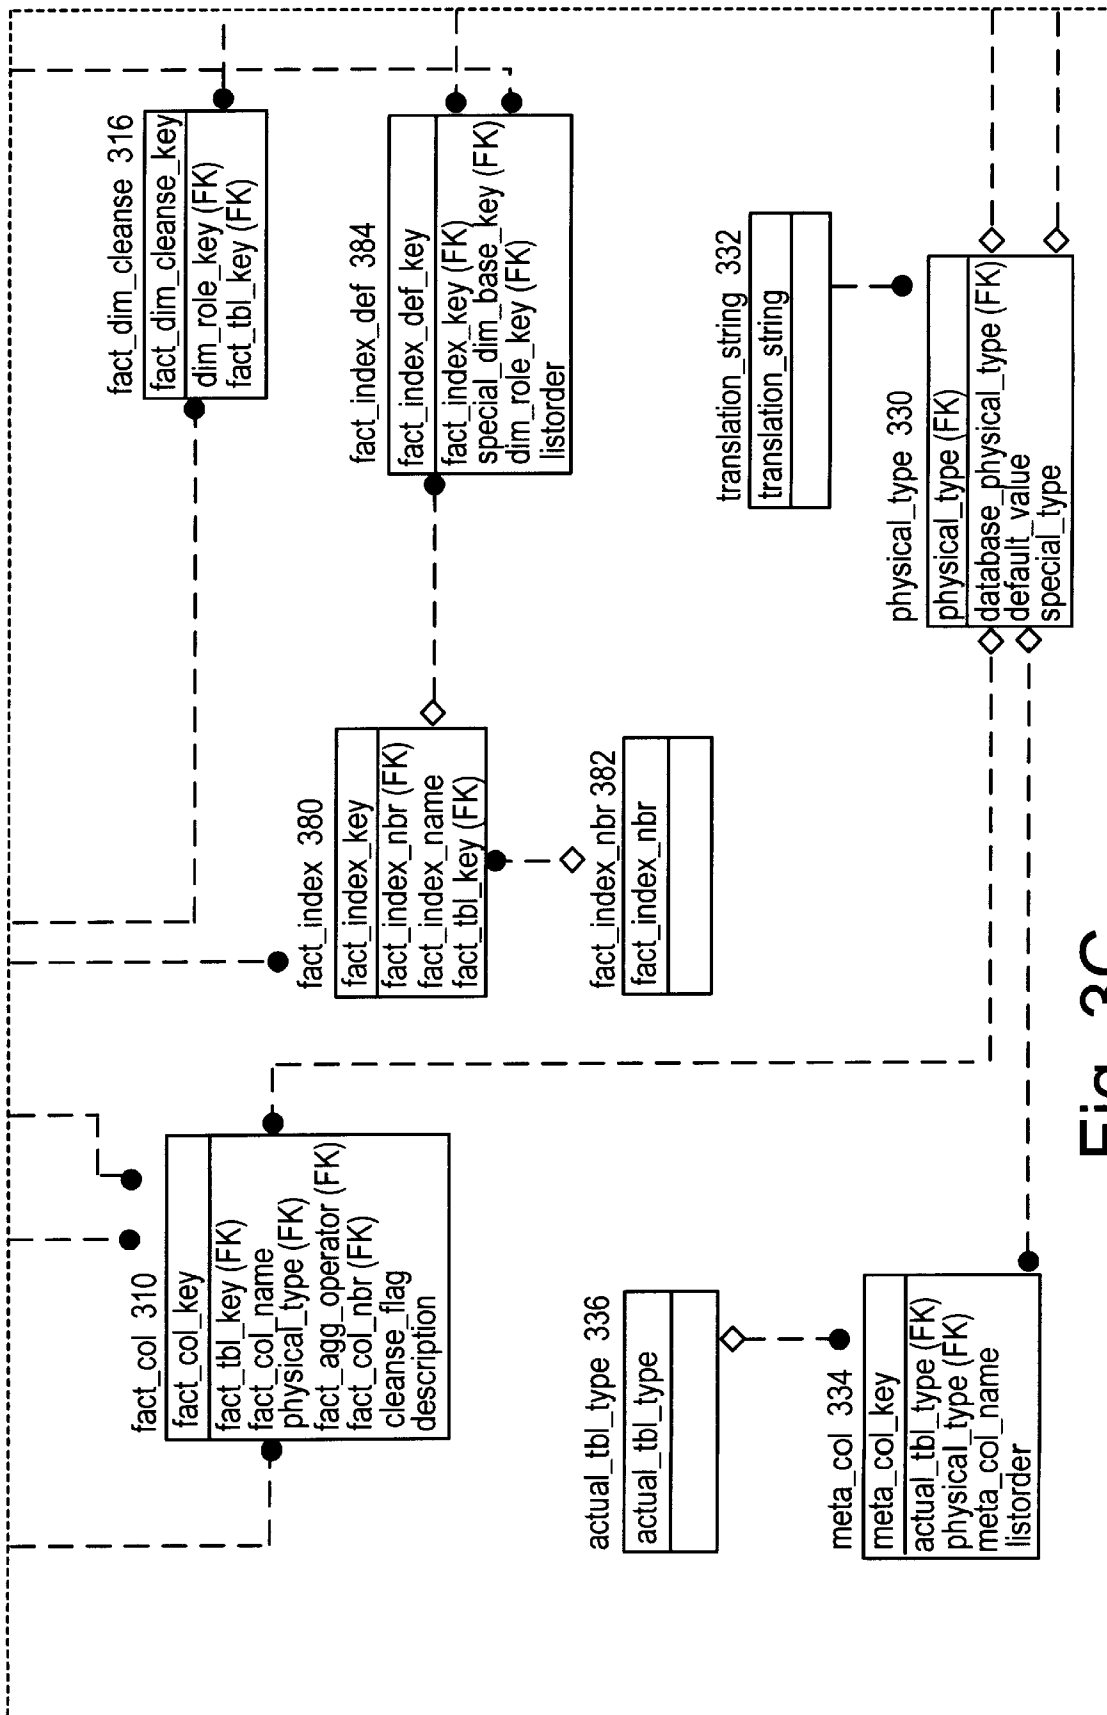 fact_col 310
fact_col_key
fact_tbl_key (FK)
fact_col_name
physical_type (FK)
fact_agg_operator (FK)
fact_col_nbr (FK)
cleanse_flag
description
fact_dim_cleanse 316
fact_dim_cleanse_key
dim_role_key (FK)
fact_tbl_key (FK)
fact_index 380
fact_index_key
fact_index_nbr (FK)
fact_index_name
fact_tbl_key (FK)
fact_index_def 384
fact_index_def_key
fact_index_key (FK)
special_dim_base_key (FK)
dim_role_key (FK)
listorder
actual_tbl_type 336
actual_tbl_type
fact_index_nbr 382
fact_index_nbr
translation_string 332
translation_string
meta_col 334
meta_col_key
actual_tbl_type (FK)
physical_type (FK)
meta_col_name
listorder
physical_type 330
physical_type (FK)
database_physical_type (FK)
default_value
special_type
Fig. 3C